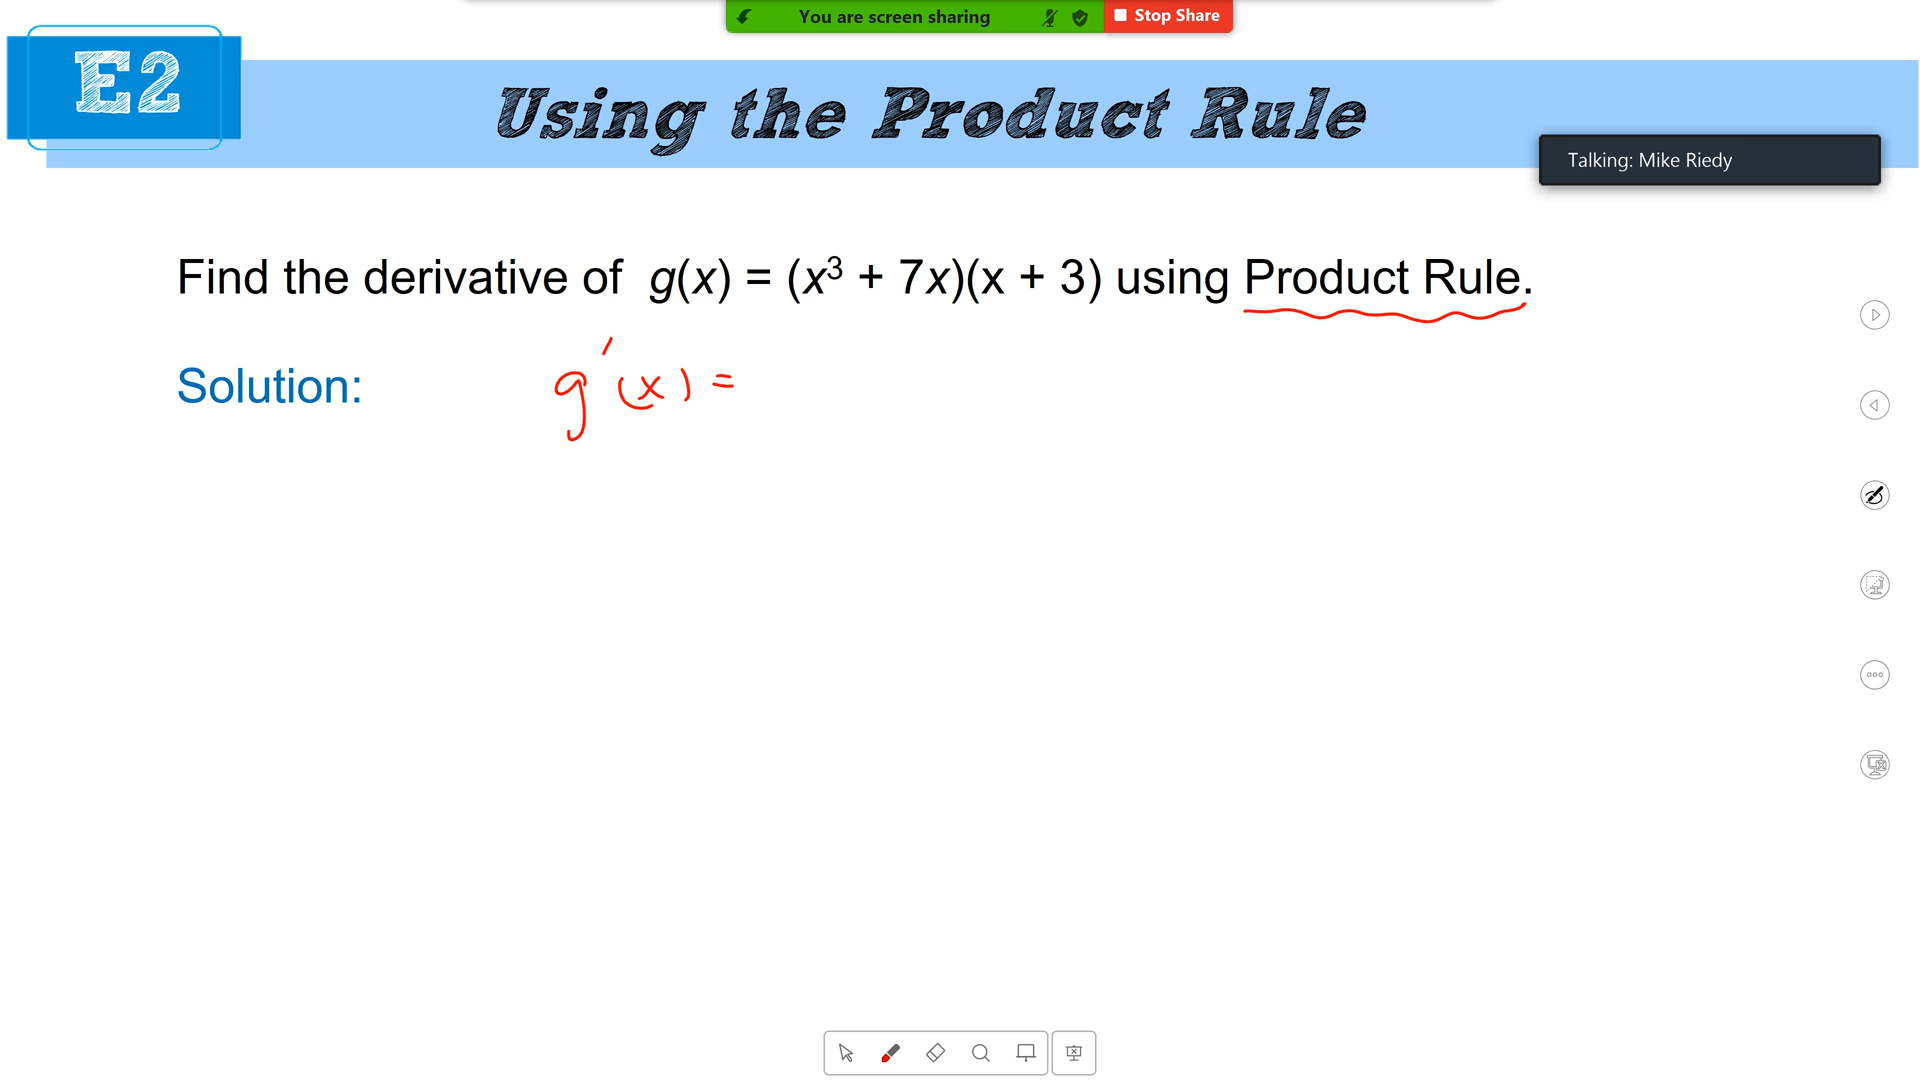 You are screen sharing
Stop Share
E2
Using the Product Rule
Talking: Mike Riedy
Find the derivative of g(x) = (x³ + 7x)(x + 3) using Product Rule.
Solution: g'(x) =